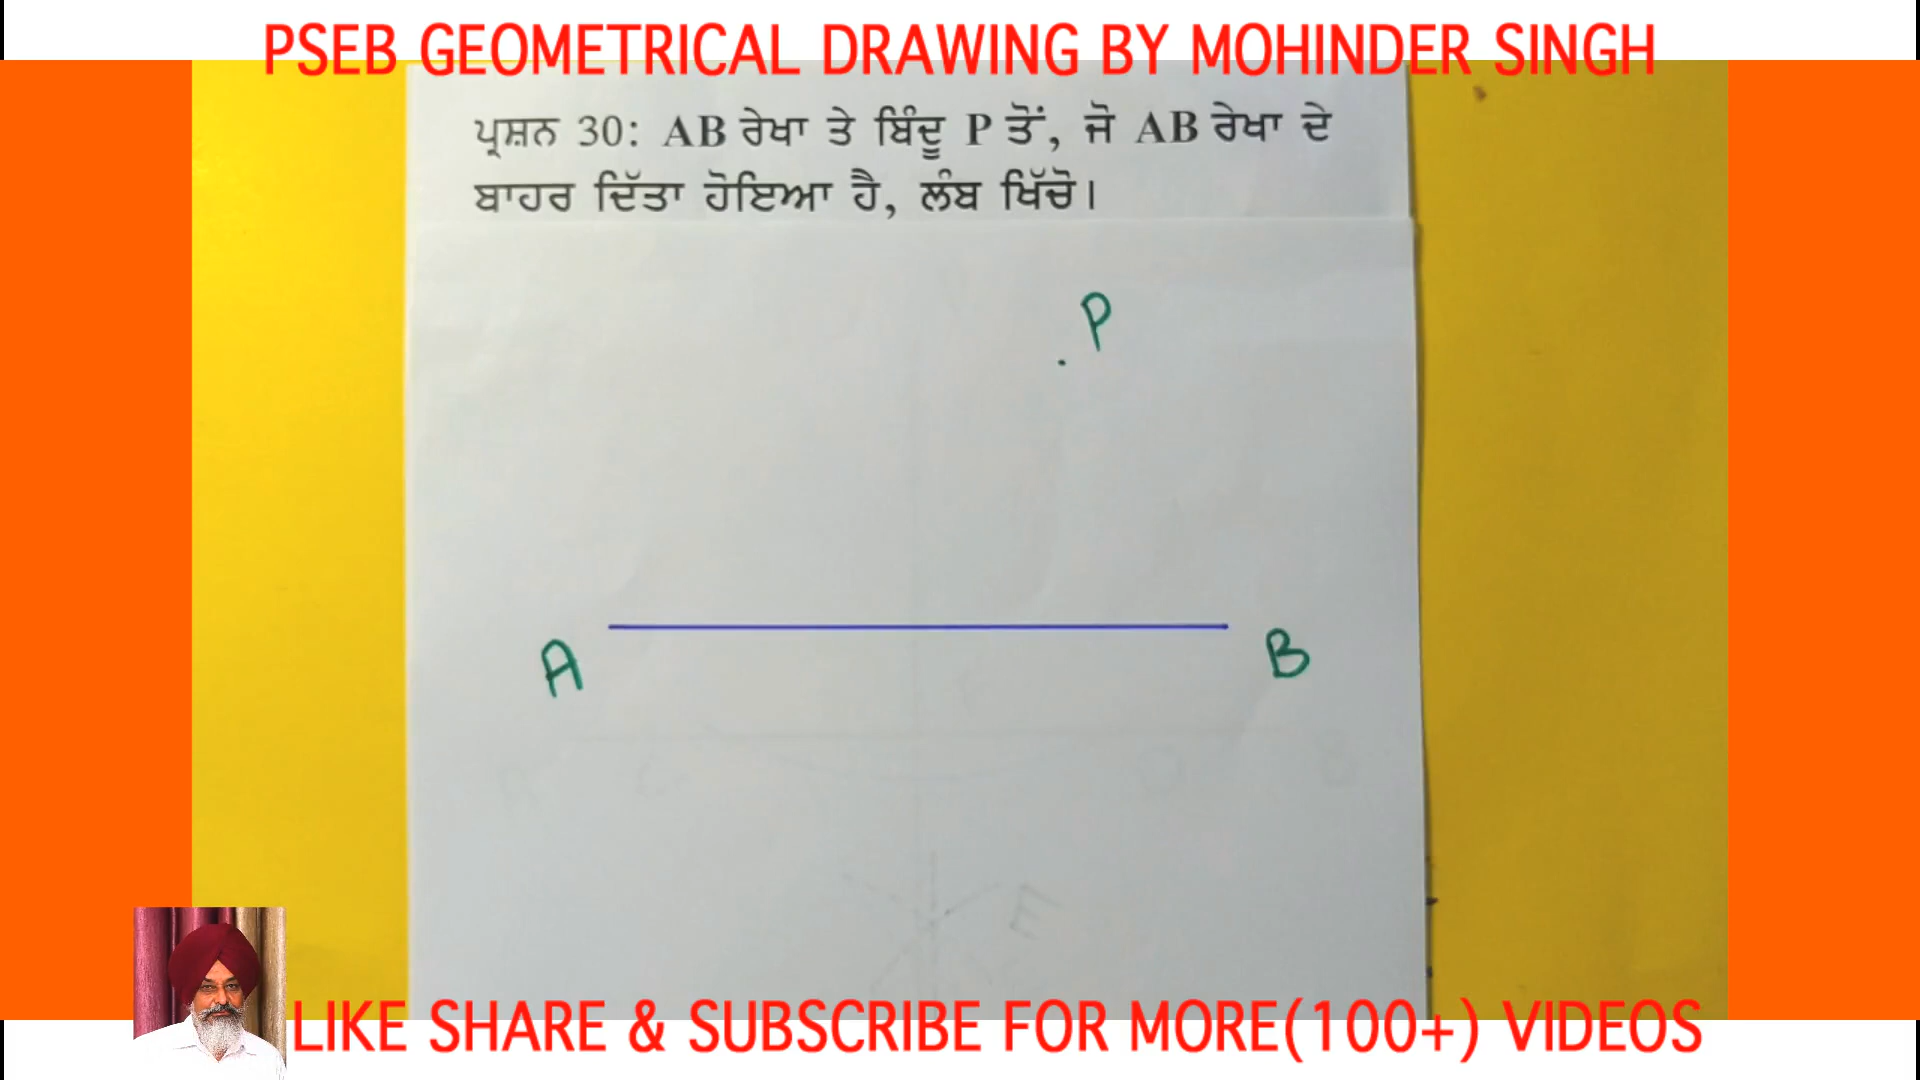 PSEB GEOMETRICAL DRAWING BY MOHINDER SINGH
ਪ੍ਰਸ਼ਨ 30: AB ਰੇਖਾ ਤੇ ਬਿੰਦੂ P ਤੋਂ, ਜੋ AB ਰੇਖਾ ਦੇ
ਬਾਹਰ ਦਿੱਤਾ ਹੋਇਆ ਹੈ, ਲੰਬ ਖਿੱਚੋ।
P
A
B
E
LIKE SHARE & SUBSCRIBE FOR MORE(100+) VIDEOS